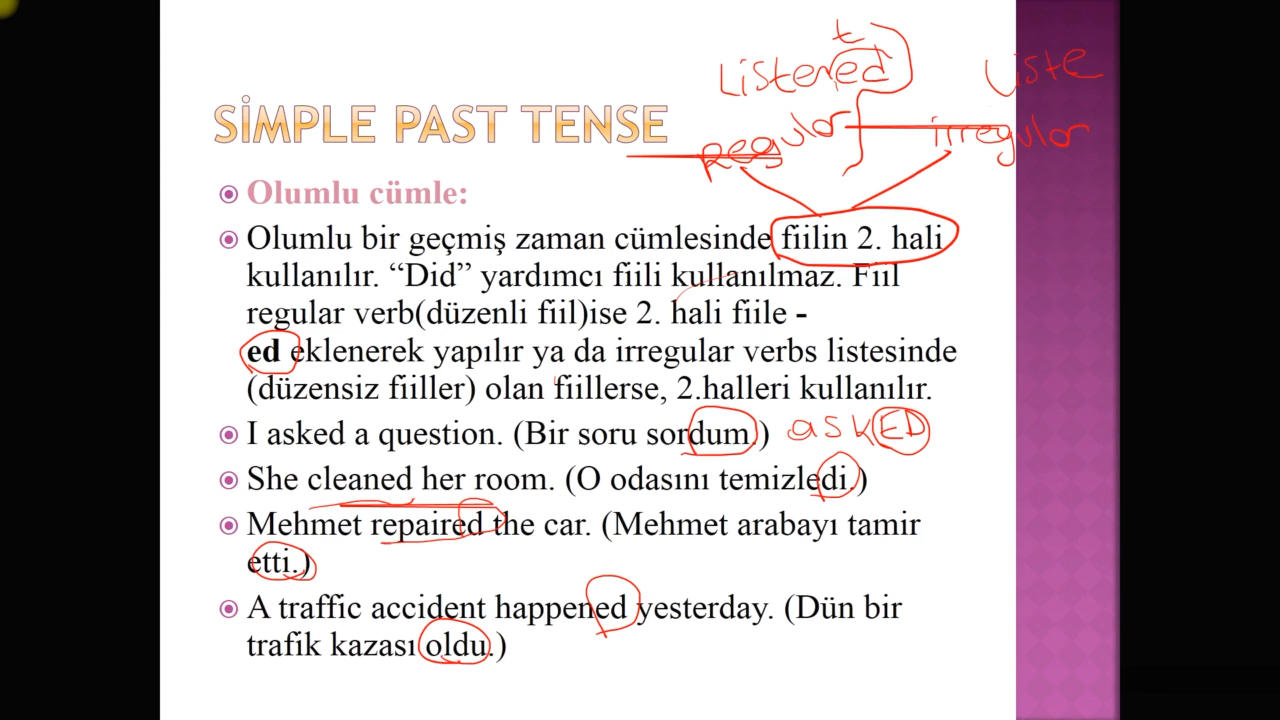 t
Listened
Liste
SİMPLE PAST TENSE
regular
irregular
Olumlu cümle:
Olumlu bir geçmiş zaman cümlesinde fiilin 2. hali
kullanılır. “Did” yardımcı fiili kullanılmaz. Fiil
regular verb(düzenli fiil)ise 2. hali fiile -
ed eklenerek yapılır ya da irregular verbs listesinde
(düzensiz fiiller) olan fiillerse, 2.halleri kullanılır.
I asked a question. (Bir soru sordum.) askED
She cleaned her room. (O odasını temizledi.)
Mehmet repaired the car. (Mehmet arabayı tamir
etti.)
A traffic accident happened yesterday. (Dün bir
trafik kazası oldu.)